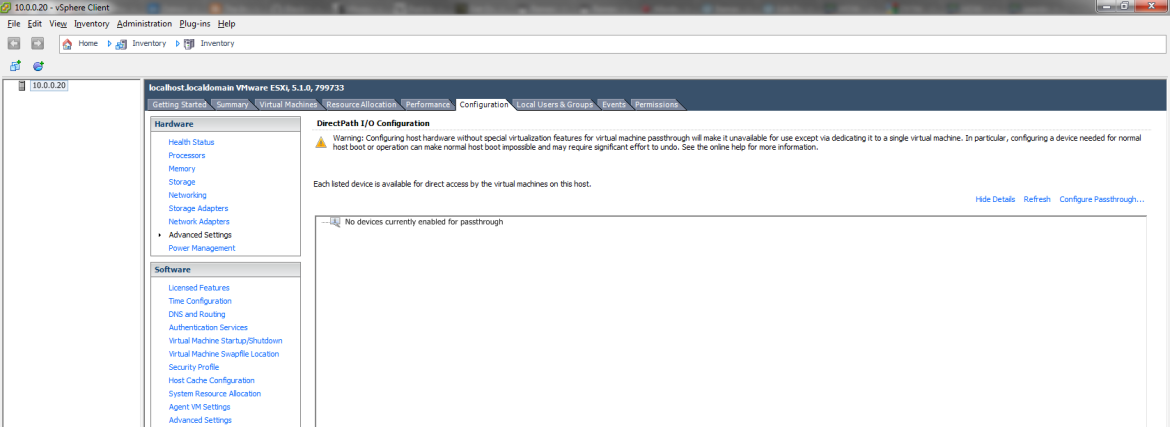 10.0.0.20 - vSphere Client
File Edit View Inventory Administration Plug-ins Help
Home Inventory Inventory
10.0.0.20
localhost.localdomain VMware ESXi, 5.1.0, 799733
Getting Started Summary Virtual Machines Resource Allocation Performance Configuration Local Users & Groups Events Permissions
Hardware
Health Status
Processors
Memory
Storage
Networking
Storage Adapters
Network Adapters
Advanced Settings
Power Management
Software
Licensed Features
Time Configuration
DNS and Routing
Authentication Services
Virtual Machine Startup/Shutdown
Virtual Machine Swapfile Location
Security Profile
Host Cache Configuration
System Resource Allocation
Agent VM Settings
Advanced Settings
DirectPath I/O Configuration
Warning: Configuring host hardware without special virtualization features for virtual machine passthrough will make it unavailable for use except via dedicating it to a single virtual machine. In particular, configuring a device needed for normal
host boot or operation can make normal host boot impossible and may require significant effort to undo. See the online help for more information.
Each listed device is available for direct access by the virtual machines on this host.
Hide Details Refresh Configure Passthrough...
No devices currently enabled for passthrough